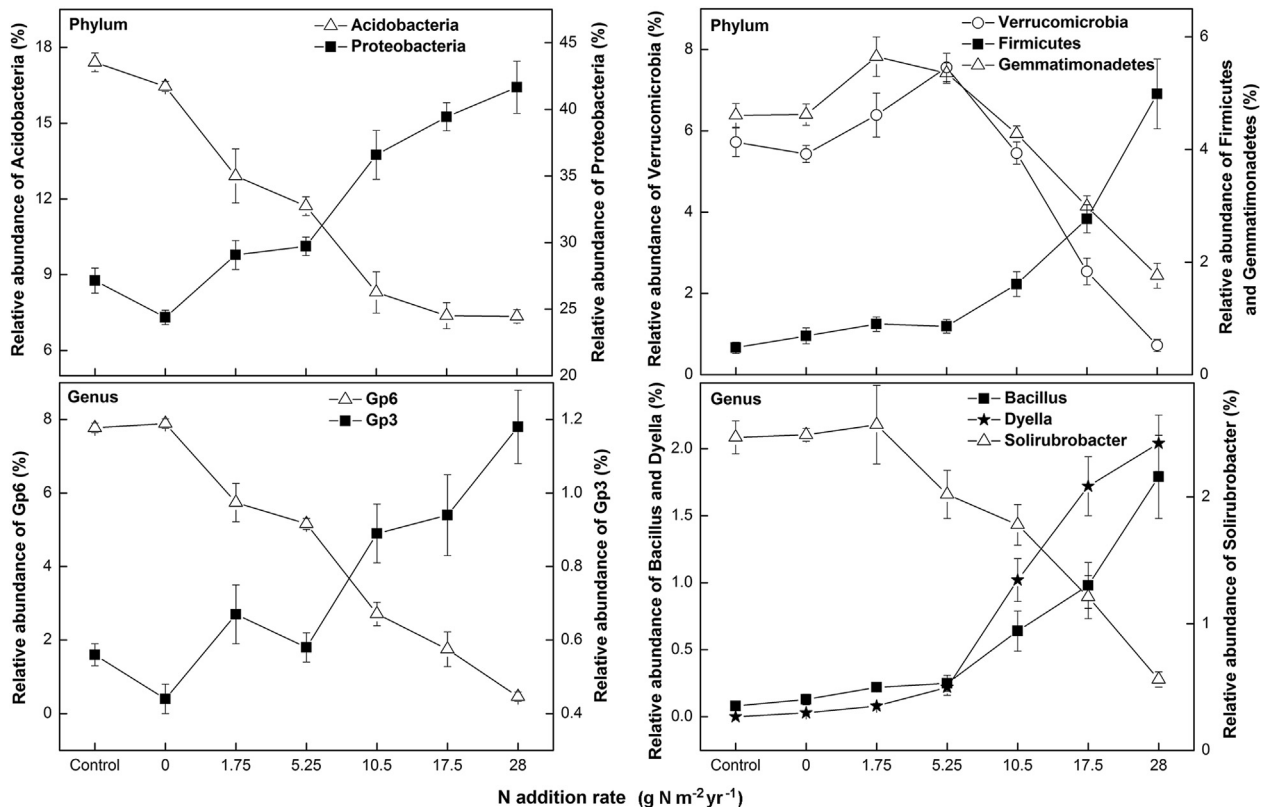 Phylum
Acidobacteria
Proteobacteria
Relative abundance of Acidobacteria (%)
18
15
12
9
6
Relative abundance of Proteobacteria (%)
45
40
35
30
25
20
Phylum
Verrucomicrobia
Firmicutes
Gemmatimonadetes
Relative abundance of Verrucomicrobia (%)
8
6
4
2
0
Relative abundance of Firmicutes
and Gemmatimonadetes (%)
6
4
2
0
Genus
Gp6
Gp3
Relative abundance of Gp6 (%)
8
6
4
2
0
Relative abundance of Gp3 (%)
1.2
1.0
0.8
0.6
0.4
Control 0 1.75 5.25 10.5 17.5 28
Genus
Bacillus
Dyella
Solirubrobacter
Relative abundance of Bacillus and Dyella (%)
2.0
1.5
1.0
0.5
0.0
Relative abundance of Solirubrobacter (%)
2
1
0
Control 0 1.75 5.25 10.5 17.5 28
N addition rate (g N m⁻² yr⁻¹)